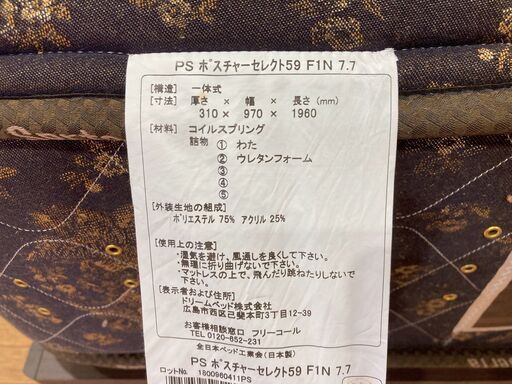 PS ポスチャーセレクト59 F1N 7.7
[構造] 一体式
[寸法] 厚さ × 幅 × 長さ(mm)
310 × 970 × 1960
[材料] コイルスプリング
詰物 ① わた
② ウレタンフォーム
③
④
⑤
[外装生地の組成]
ポリエステル 75% アクリル 25%
[使用上の注意]
・湿気を避け、風通しを良くして下さい。
・無理に折り曲げないで下さい。
・マットレスの上で、飛んだり跳ねたりしないで下さい。
[表示者および住所]
ドリームベッド株式会社
広島市西区己斐本町3丁目12-39
お客様相談窓口 フリーコール
TEL 0120-652-231
全日本ベッド工業会(日本製)
PS ポスチャーセレクト59 F1N 7.7
ロットNo. 1800960411PS